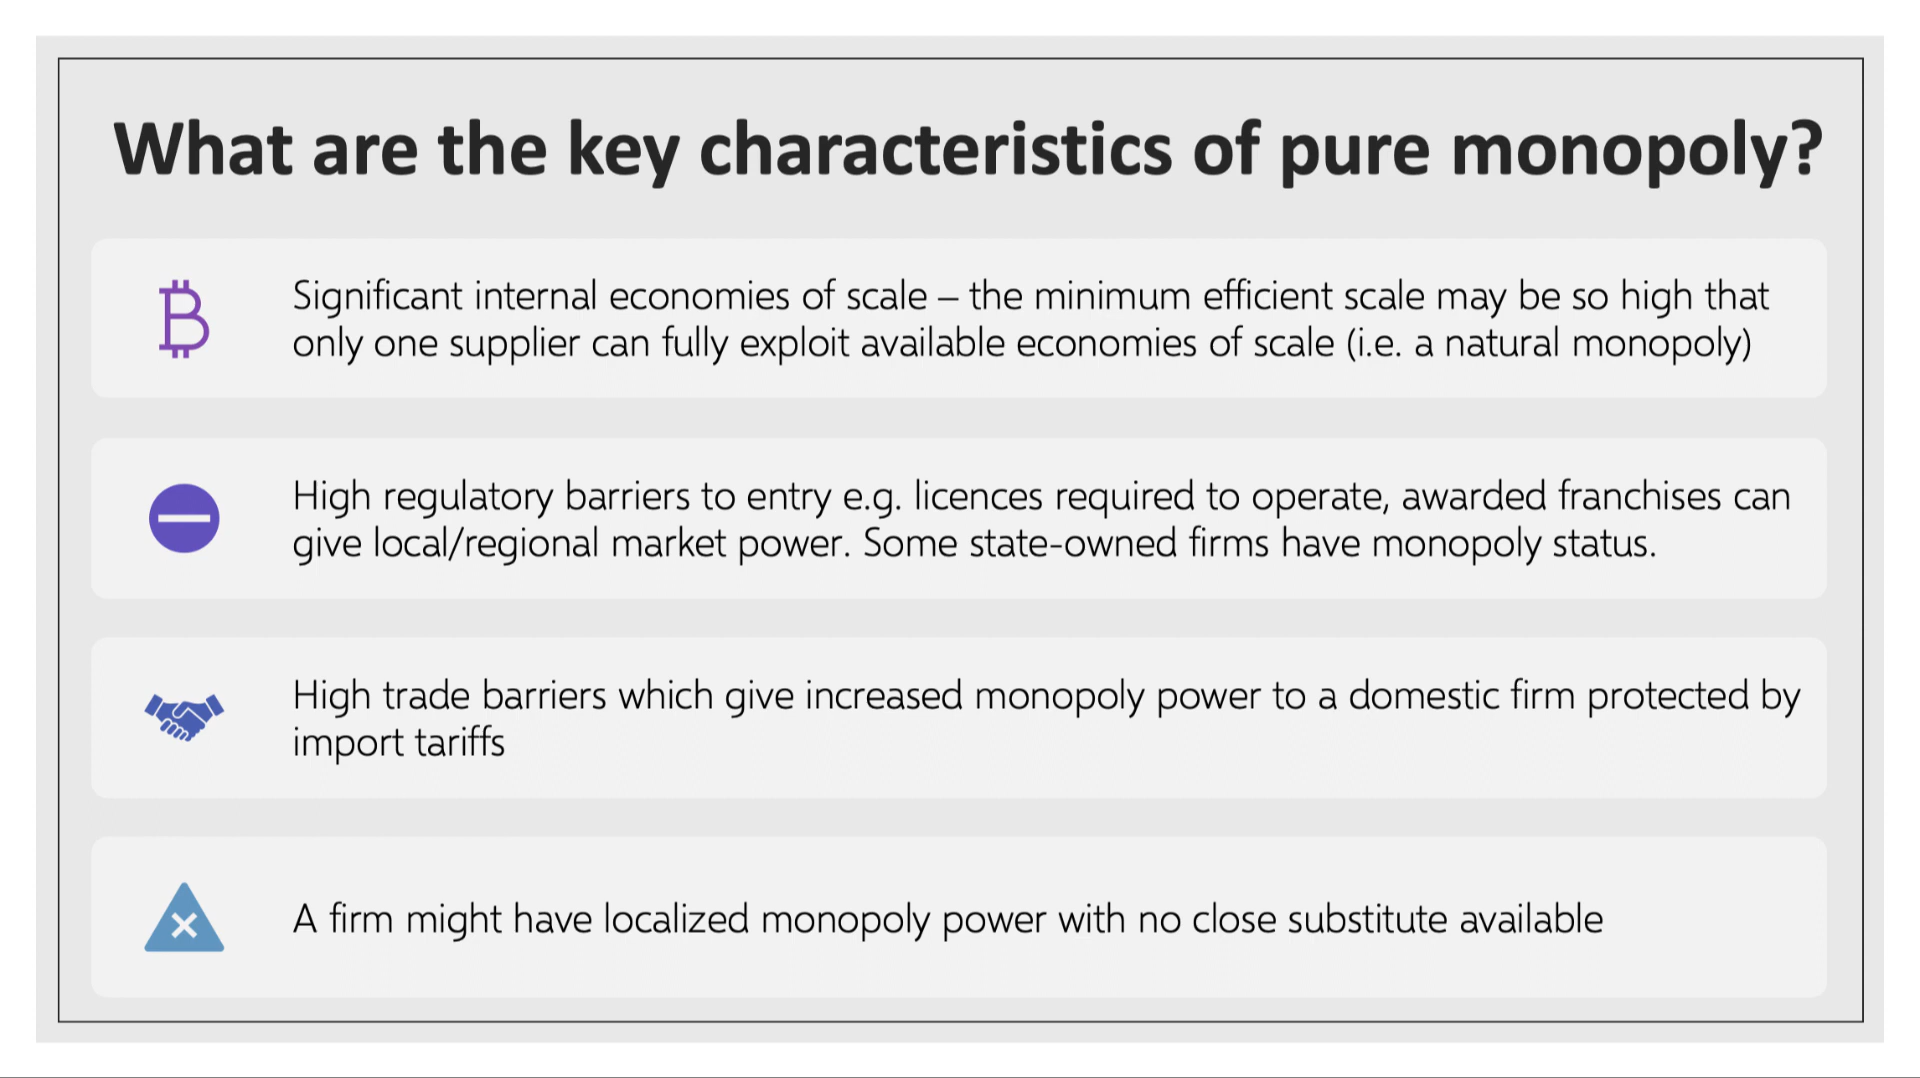 What are the key characteristics of pure monopoly?
Significant internal economies of scale – the minimum efficient scale may be so high that
only one supplier can fully exploit available economies of scale (i.e. a natural monopoly)
High regulatory barriers to entry e.g. licences required to operate, awarded franchises can
give local/regional market power. Some state-owned firms have monopoly status.
High trade barriers which give increased monopoly power to a domestic firm protected by
import tariffs
A firm might have localized monopoly power with no close substitute available